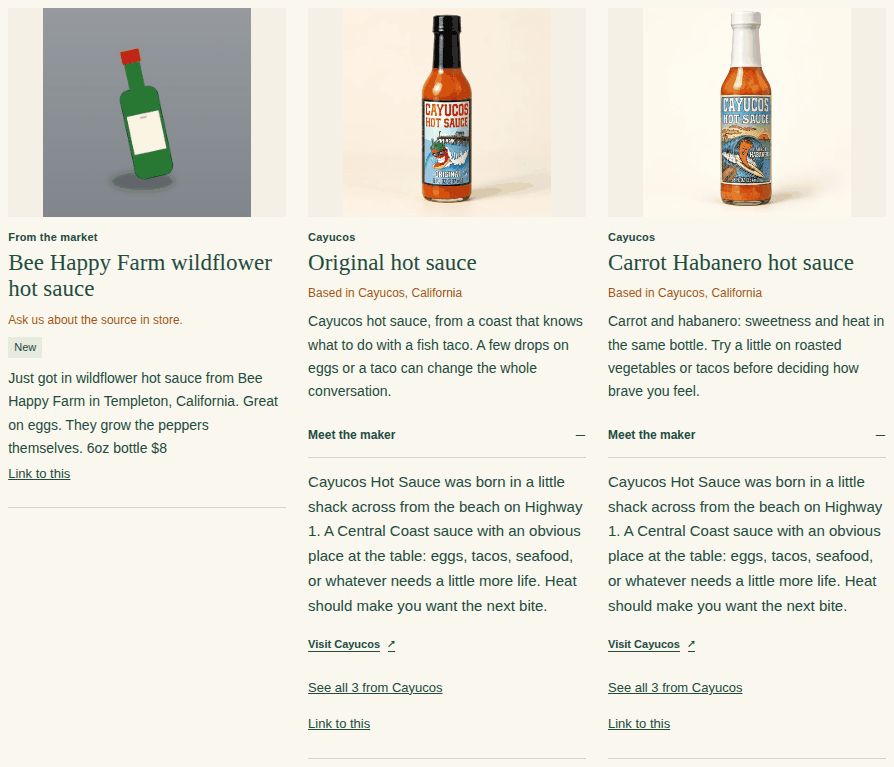 CAYUCOS
HOT SAUCE
ORIGINAL
CAYUCOS
HOT SAUCE
HABANERO
From the market
Bee Happy Farm wildflower
hot sauce
Ask us about the source in store.
New
Just got in wildflower hot sauce from Bee
Happy Farm in Templeton, California. Great
on eggs. They grow the peppers
themselves. 6oz bottle $8
Link to this
Cayucos
Original hot sauce
Based in Cayucos, California
Cayucos hot sauce, from a coast that knows
what to do with a fish taco. A few drops on
eggs or a taco can change the whole
conversation.
Meet the maker —
Cayucos Hot Sauce was born in a little
shack across from the beach on Highway
1. A Central Coast sauce with an obvious
place at the table: eggs, tacos, seafood,
or whatever needs a little more life. Heat
should make you want the next bite.
Visit Cayucos ↗
See all 3 from Cayucos
Link to this
Cayucos
Carrot Habanero hot sauce
Based in Cayucos, California
Carrot and habanero: sweetness and heat in
the same bottle. Try a little on roasted
vegetables or tacos before deciding how
brave you feel.
Meet the maker —
Cayucos Hot Sauce was born in a little
shack across from the beach on Highway
1. A Central Coast sauce with an obvious
place at the table: eggs, tacos, seafood,
or whatever needs a little more life. Heat
should make you want the next bite.
Visit Cayucos ↗
See all 3 from Cayucos
Link to this